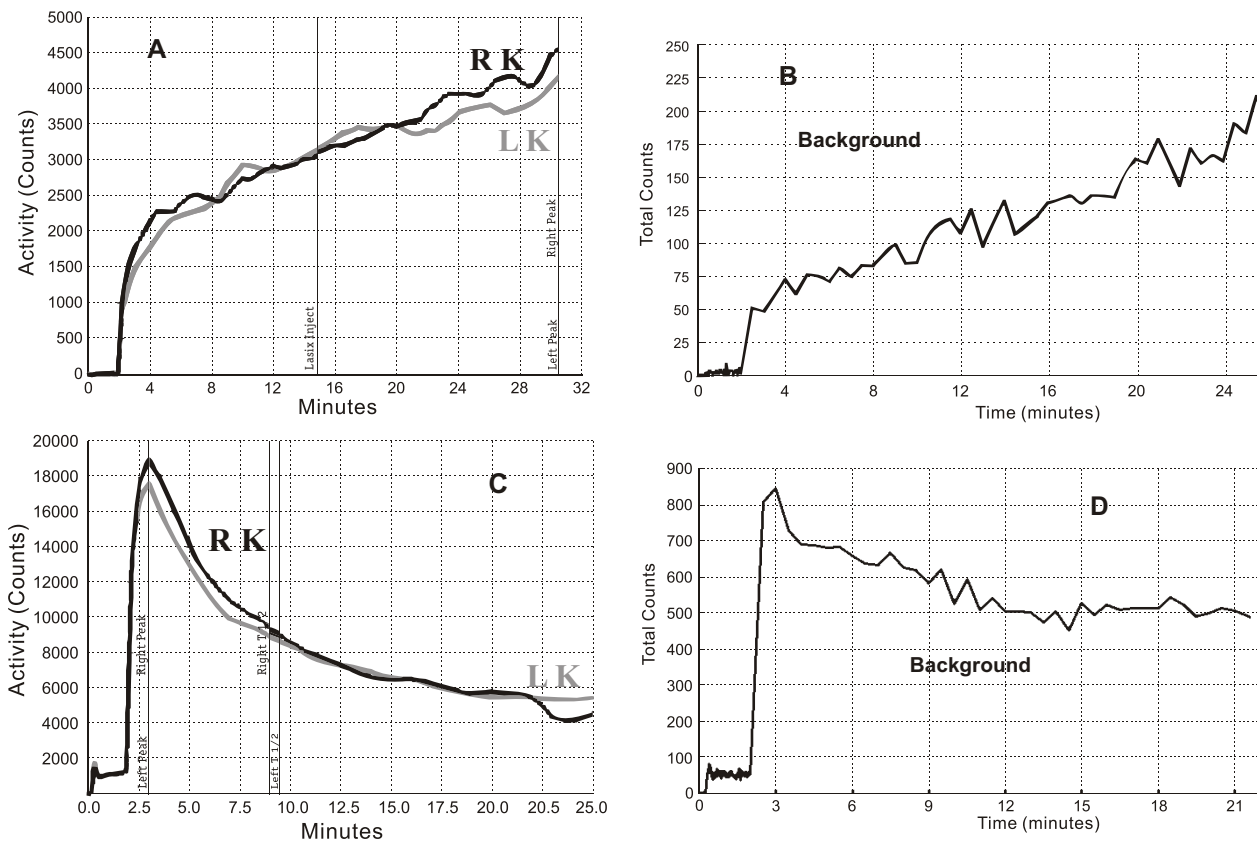 A
Activity (Counts)
5000
4500
4000
3500
3000
2500
2000
1500
1000
500
0
R K
L K
Lasix Inject
Right Peak
Left Peak
0 4 8 12 16 20 24 28 32
Minutes
B
Background
Total Counts
250
225
200
175
150
125
100
75
50
25
0
0 4 8 12 16 20 24
Time (minutes)
C
Activity (Counts)
20000
18000
16000
14000
12000
10000
8000
6000
4000
2000
R K
L K
Right Peak
Left Peak
Right T 1/2
Left T 1/2
0.0 2.5 5.0 7.5 10.0 12.5 15.0 17.5 20.0 20.5 25.0
Minutes
D
Background
Total Counts
900
800
700
600
500
400
300
200
100
0
0 3 6 9 12 15 18 21
Time (minutes)